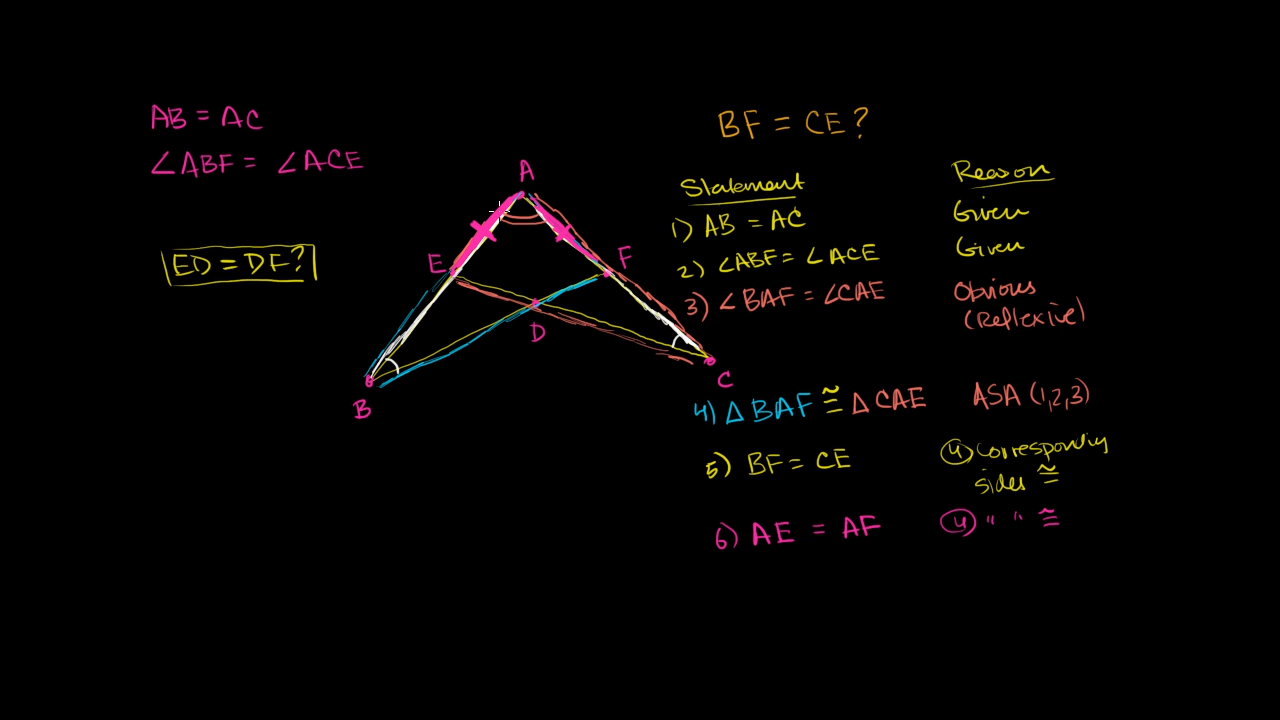 AB = AC
∠ABF = ∠ACE
ED = DF?
A
E
F
D
B
C
BF = CE?
Statement Reason
1) AB = AC Given
2) ∠ABF = ∠ACE Given
3) ∠BAF = ∠CAE Obvious
(Reflexive)
4) △BAF ≅ △CAE ASA (1,2,3)
5) BF = CE ④ corresponding
sides ≅
6) AE = AF ④ " " ≅